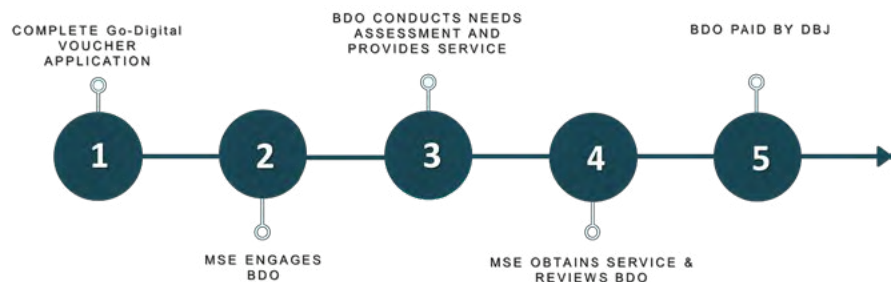 COMPLETE Go-Digital
VOUCHER
APPLICATION
BDO CONDUCTS NEEDS
ASSESSMENT AND
PROVIDES SERVICE
BDO PAID BY DBJ
1
2
3
4
5
MSE ENGAGES
BDO
MSE OBTAINS SERVICE &
REVIEWS BDO